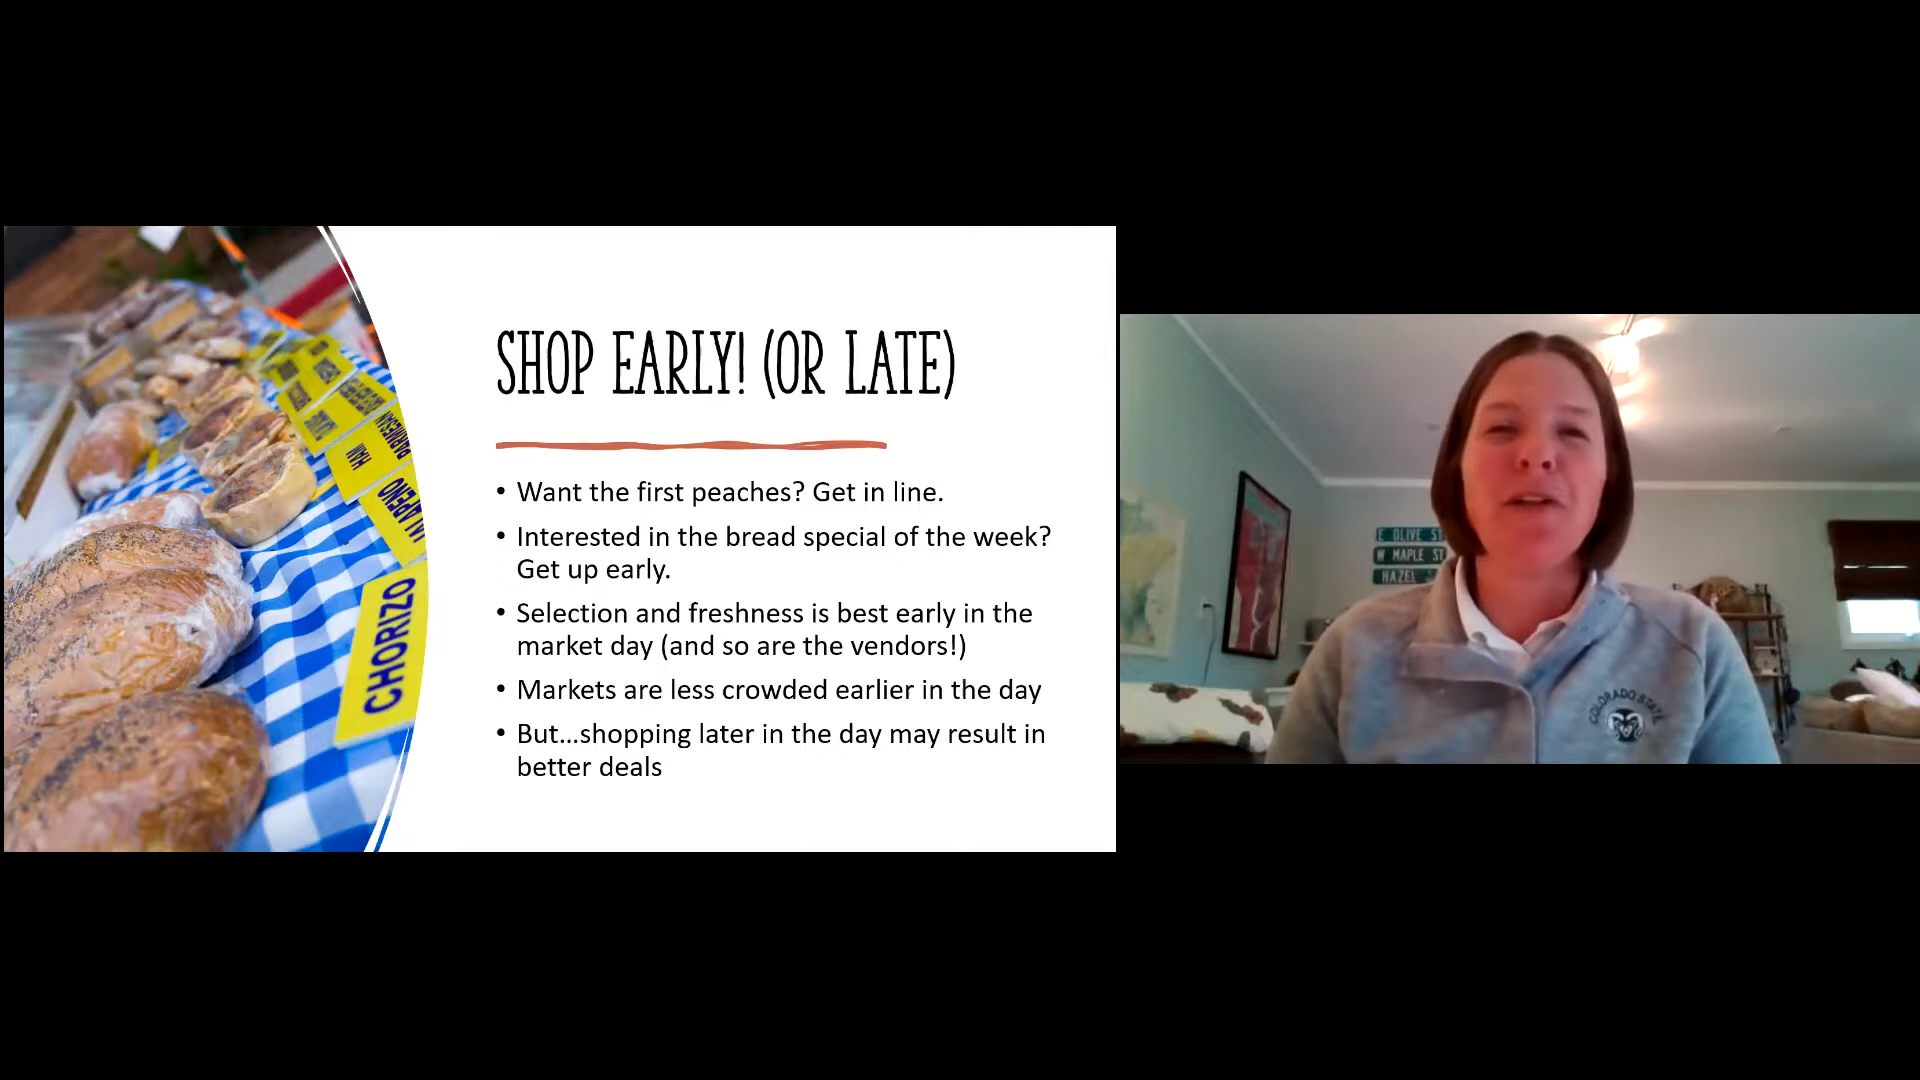 SHOP EARLY! (OR LATE)
• Want the first peaches? Get in line.
• Interested in the bread special of the week?
Get up early.
• Selection and freshness is best early in the
market day (and so are the vendors!)
• Markets are less crowded earlier in the day
• But...shopping later in the day may result in
better deals
PARMESAN
HAM
JALAPENO
CHORIZO
E OLIVE ST
W MAPLE ST
HAZEL
COLORADO STATE